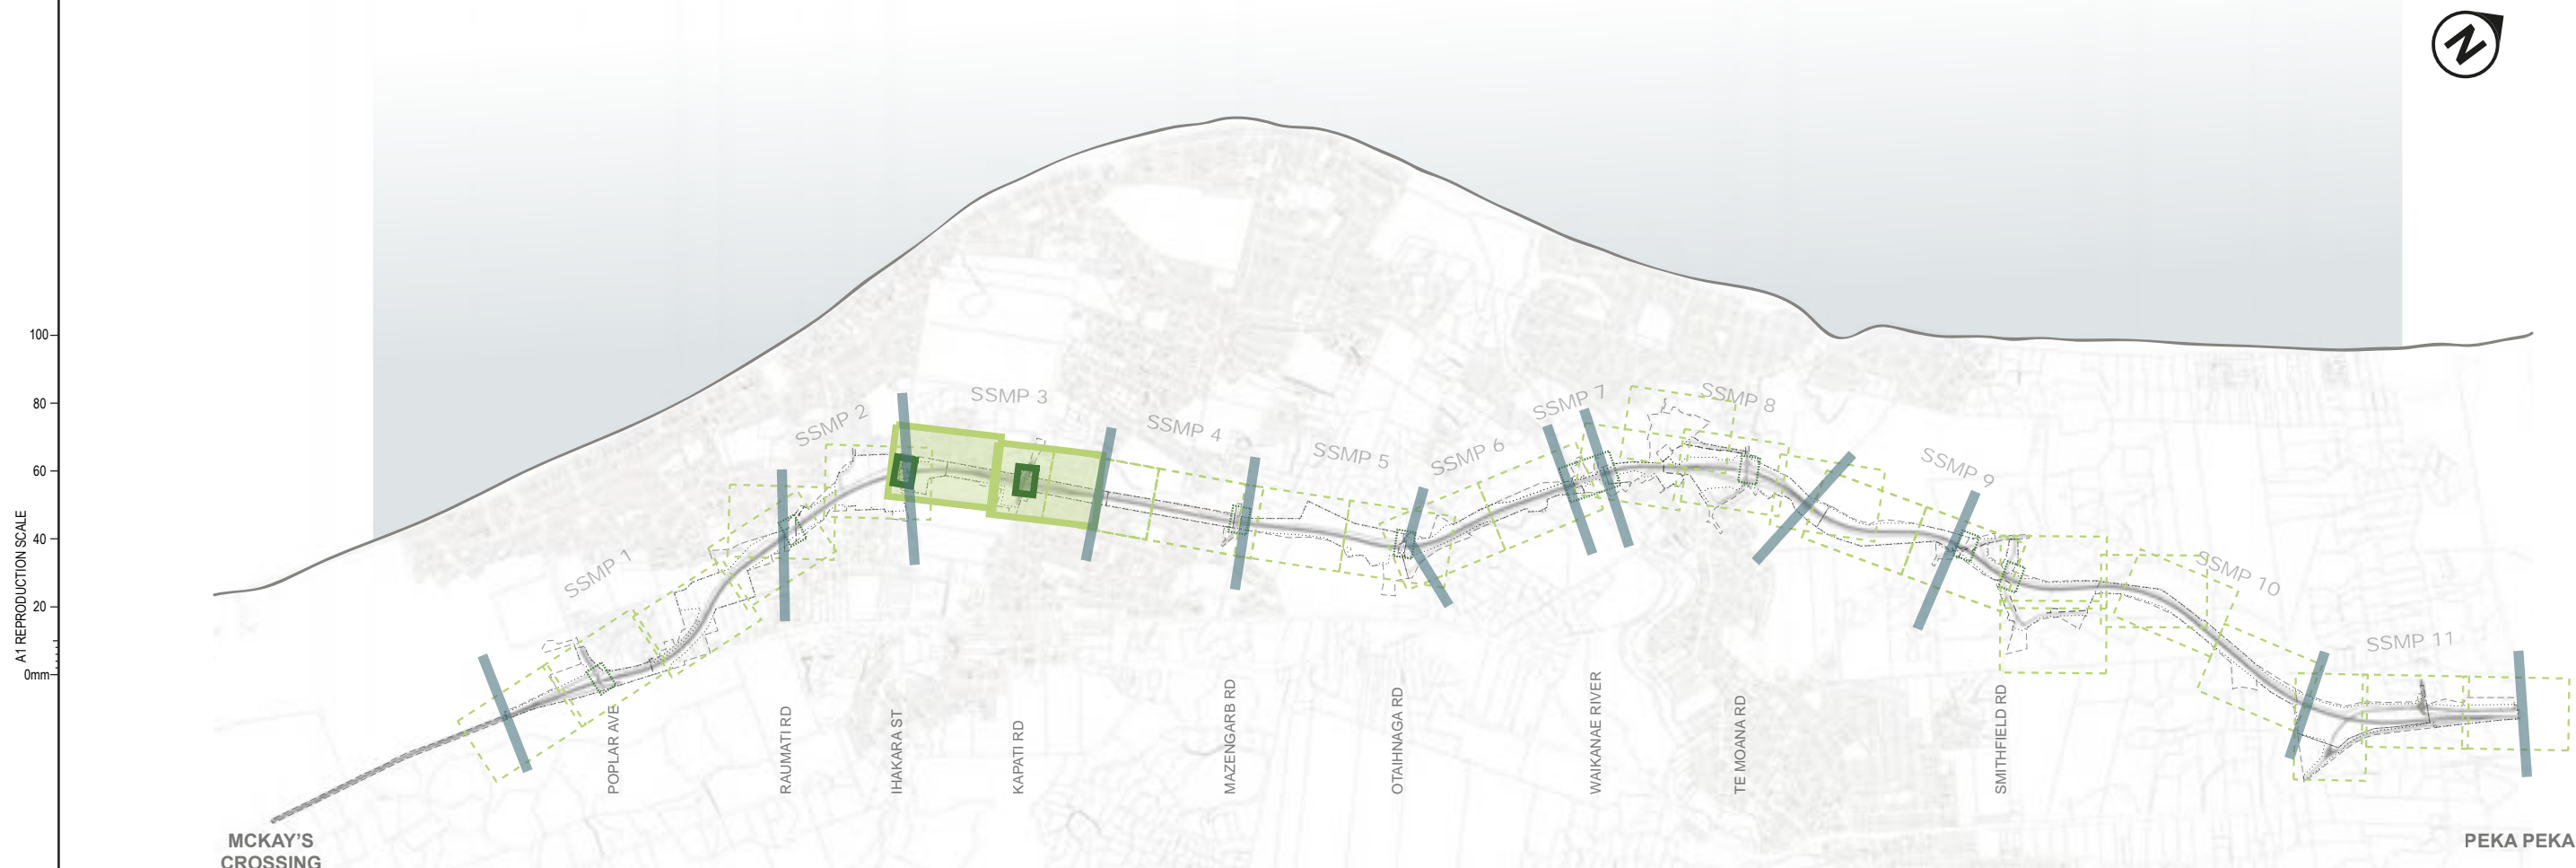 N
SSMP 1
SSMP 2
SSMP 3
SSMP 4
SSMP 5
SSMP 6
SSMP 7
SSMP 8
SSMP 9
SSMP 10
SSMP 11
100
80
60
40
20
0mm
A1 REPRODUCTION SCALE
POPLAR AVE
RAUMATI RD
IHAKARA ST
KAPATI RD
MAZENGARB RD
OTAIHNAGA RD
WAIKANAE RIVER
TE MOANA RD
SMITHFIELD RD
MCKAY'S
CROSSING
PEKA PEKA